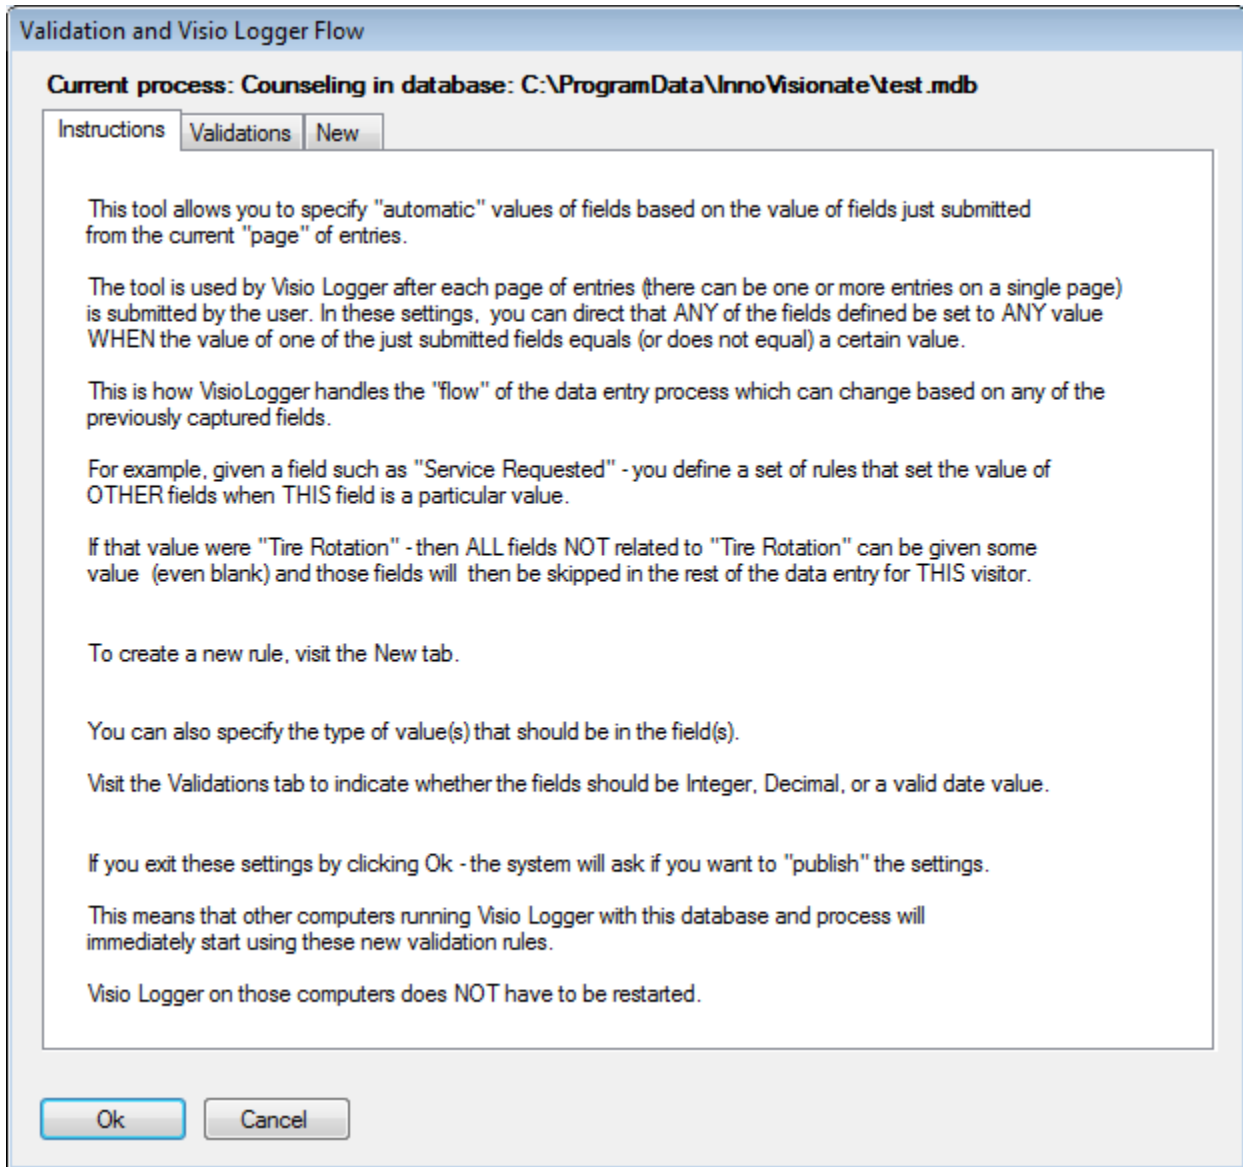 Validation and Visio Logger Flow
Current process: Counseling in database: C:\ProgramData\InnoVisionate\test.mdb
Instructions Validations New
This tool allows you to specify "automatic" values of fields based on the value of fields just submitted
from the current "page" of entries.
The tool is used by Visio Logger after each page of entries (there can be one or more entries on a single page)
is submitted by the user. In these settings, you can direct that ANY of the fields defined be set to ANY value
WHEN the value of one of the just submitted fields equals (or does not equal) a certain value.
This is how VisioLogger handles the "flow" of the data entry process which can change based on any of the
previously captured fields.
For example, given a field such as "Service Requested" - you define a set of rules that set the value of
OTHER fields when THIS field is a particular value.
If that value were "Tire Rotation" - then ALL fields NOT related to "Tire Rotation" can be given some
value (even blank) and those fields will then be skipped in the rest of the data entry for THIS visitor.
To create a new rule, visit the New tab.
You can also specify the type of value(s) that should be in the field(s).
Visit the Validations tab to indicate whether the fields should be Integer, Decimal, or a valid date value.
If you exit these settings by clicking Ok - the system will ask if you want to "publish" the settings.
This means that other computers running Visio Logger with this database and process will
immediately start using these new validation rules.
Visio Logger on those computers does NOT have to be restarted.
Ok Cancel